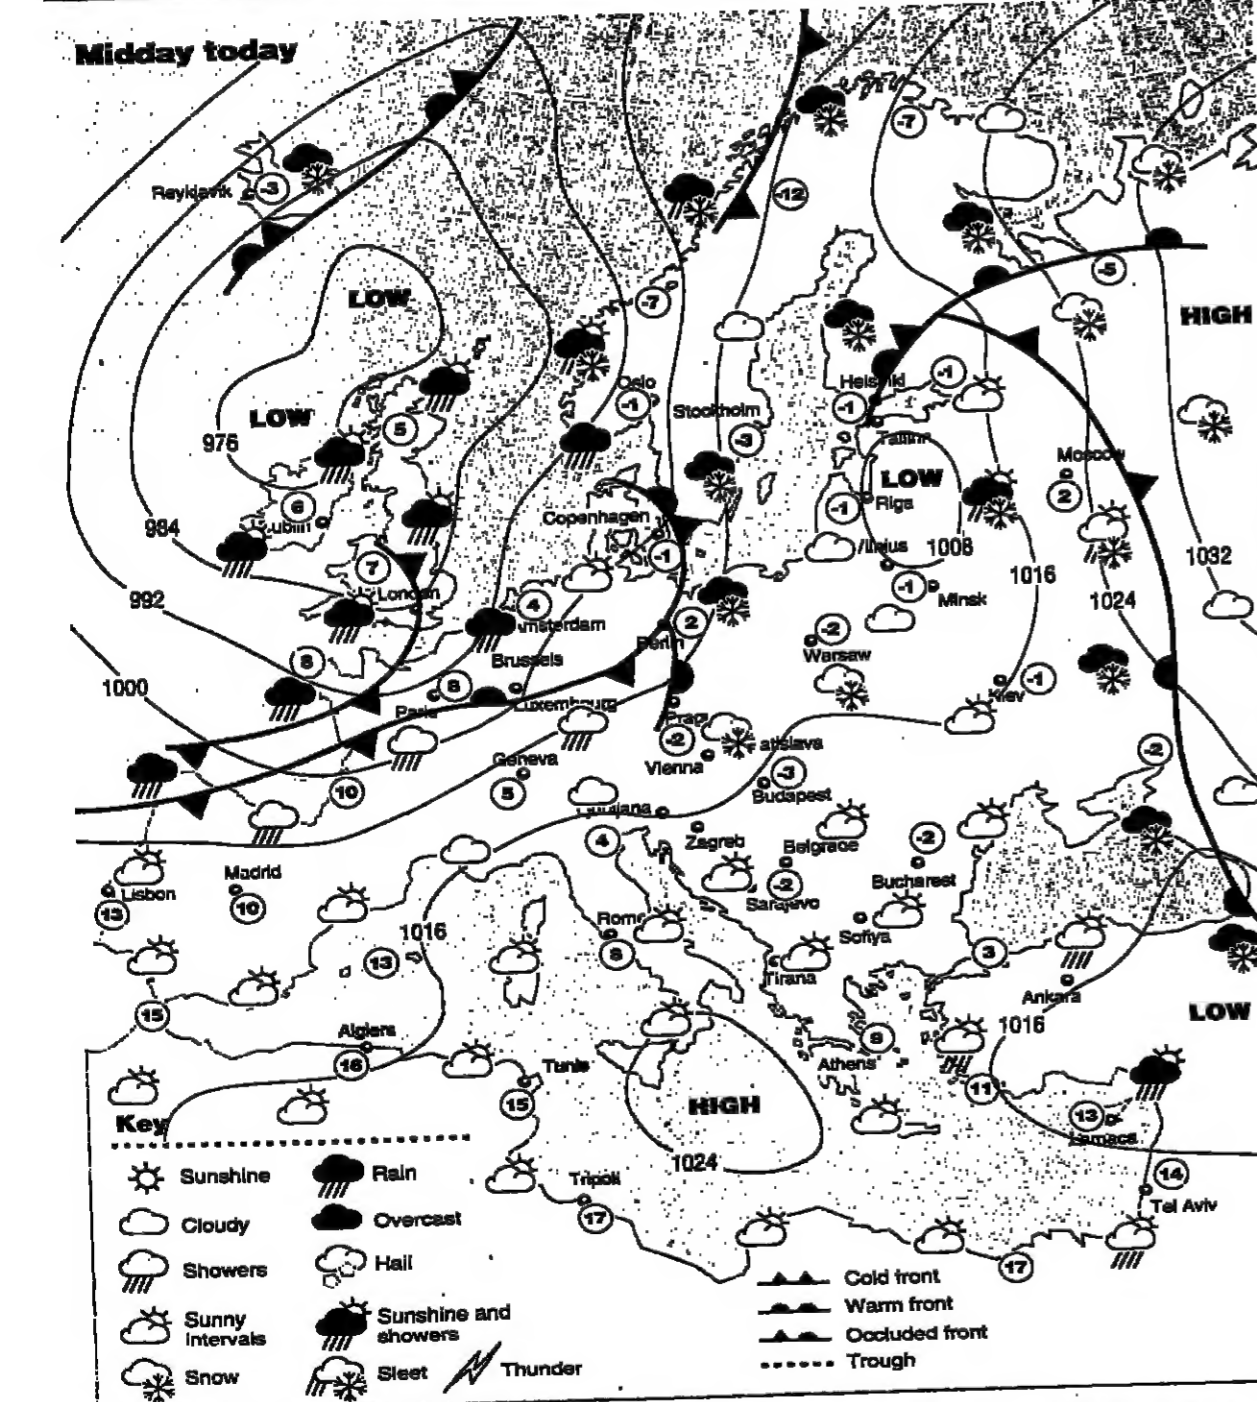 Midday today
-7
-3
Reykjavik
-12
-5
LOW
-7
HIGH
Oslo
-1
Helsinki
-1
-1
Stockholm
-3
Tallinn
LOW
976
5
LOW
Moscow
2
6
984
Copenhagen
-1
Riga
-1
1008
1032
7
London
992
-1
Minsk
1016
1024
4
2
Berlin
-2
Warsaw
8
Brussels
8
Paris
Luxembourg
1000
Kiev
-1
-2
Vienna
-3
Budapest
-2
Geneva
5
10
4
Zagreb
Belgrade
-2
Lisbon
13
Madrid
10
-2
Sarajevo
Bucharest
Rome
8
Sofiya
1016
13
Tirana
3
Ankara
15
Algiers
16
Tunis
15
9
Athens
1016
LOW
11
HIGH
13
Larnaca
1024
Tripoli
17
14
Tel Aviv
17
Key
Sunshine
Rain
Cloudy
Overcast
Showers
Hail
Sunny
intervals
Sunshine and
showers
Snow
Sleet
Thunder
Cold front
Warm front
Occluded front
Trough